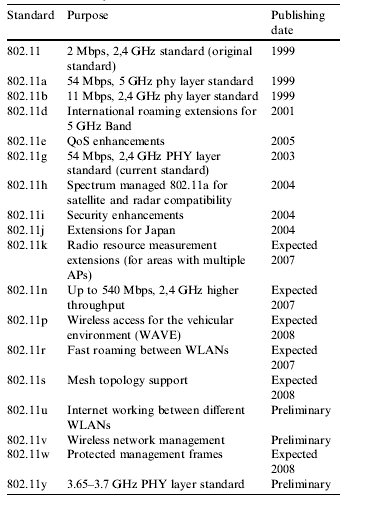 Standard Purpose Publishing
date
802.11 2 Mbps, 2,4 GHz standard (original 1999
standard)
802.11a 54 Mbps, 5 GHz phy layer standard 1999
802.11b 11 Mbps, 2,4 GHz phy layer standard 1999
802.11d International roaming extensions for 2001
5 GHz Band
802.11e QoS enhancements 2005
802.11g 54 Mbps, 2,4 GHz PHY layer 2003
standard (current standard)
802.11h Spectrum managed 802.11a for 2004
satellite and radar compatibility
802.11i Security enhancements 2004
802.11j Extensions for Japan 2004
802.11k Radio resource measurement Expected
extensions (for areas with multiple 2007
APs)
802.11n Up to 540 Mbps, 2,4 GHz higher Expected
throughput 2007
802.11p Wireless access for the vehicular Expected
environment (WAVE) 2008
802.11r Fast roaming between WLANs Expected
2007
802.11s Mesh topology support Expected
2008
802.11u Internet working between different Preliminary
WLANs
802.11v Wireless network management Preliminary
802.11w Protected management frames Expected
2008
802.11y 3.65–3.7 GHz PHY layer standard Preliminary